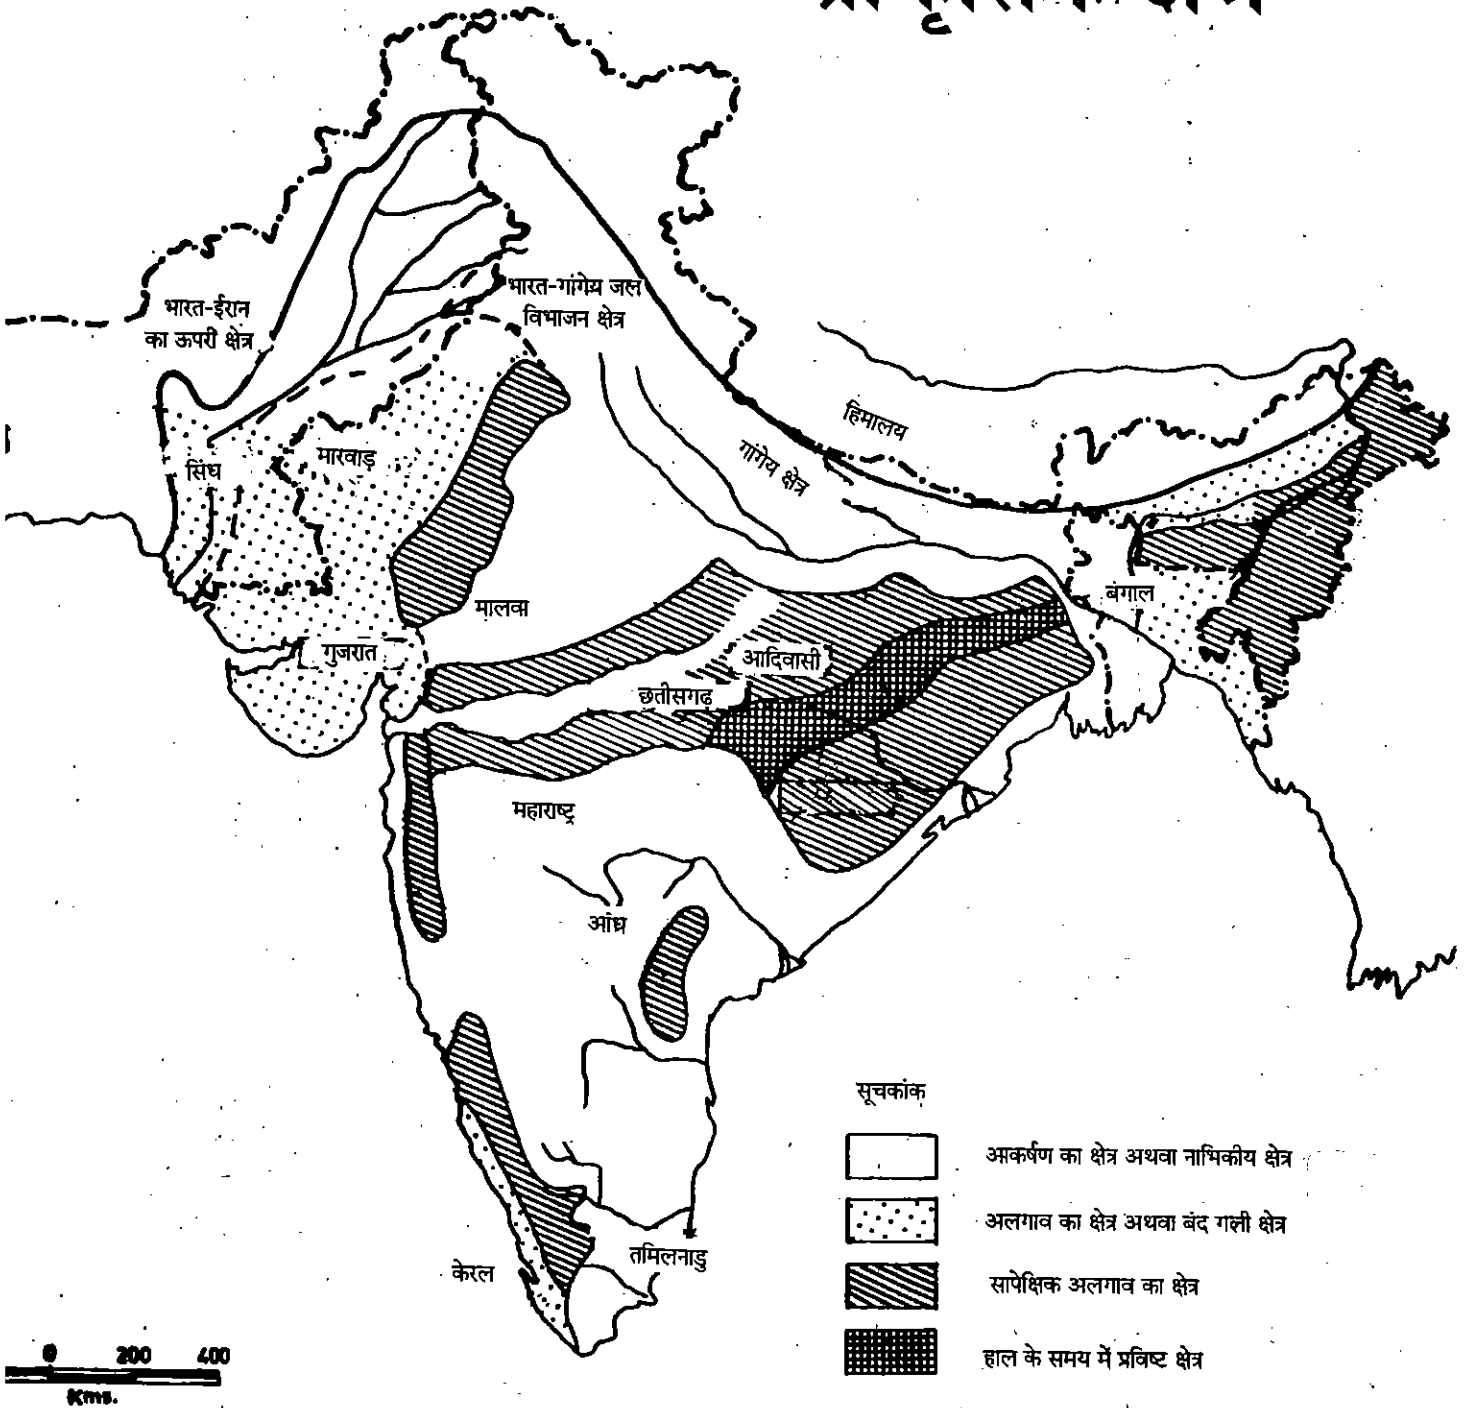 भारत-ईरान
का ऊपरी क्षेत्र
भारत-गांगेय जल
विभाजन क्षेत्र
हिमालय
गांगेय क्षेत्र
सिंघ
मारवाड़
मालवा
गुजरात
बंगाल
आदिवासी
छतीसगढ़
महाराष्ट्र
आंध्र
केरल
तमिलनाडु
सूचकांक
आकर्षण का क्षेत्र अथवा नाभिकीय क्षेत्र
अलगाव का क्षेत्र अथवा बंद गली क्षेत्र
सापेक्षिक अलगाव का क्षेत्र
हाल के समय में प्रविष्ट क्षेत्र
0 200 400
Kms.